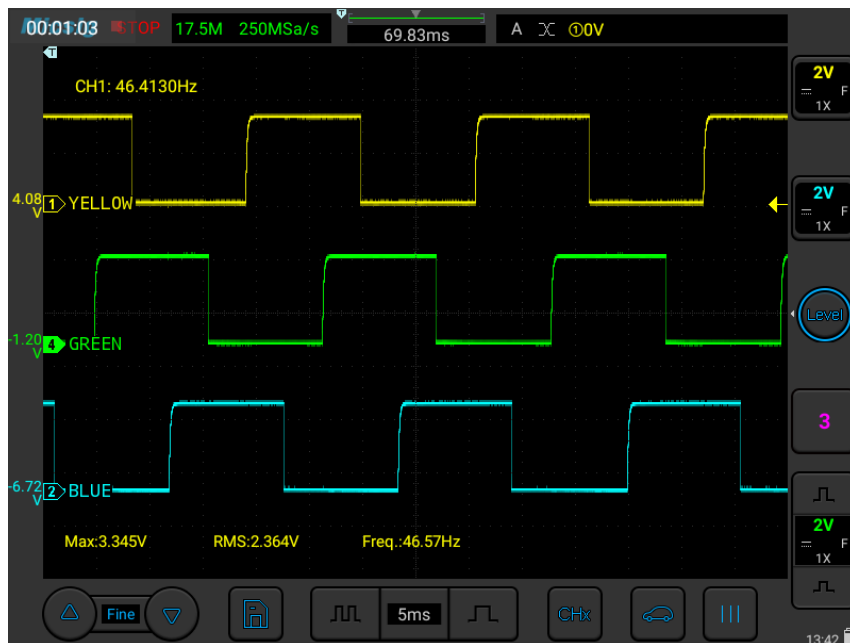 00:01:03 STOP 17.5M 250MSa/s T 69.83ms A ①0V
T
CH1: 46.4130Hz
2V
F
1X
4.08
V
1 YELLOW
2V
F
1X
Level
-1.20
V
4 GREEN
3
-6.72
V
2 BLUE
2V
F
1X
Max:3.345V RMS:2.364V Freq.:46.57Hz
Fine 5ms CHx
13:42